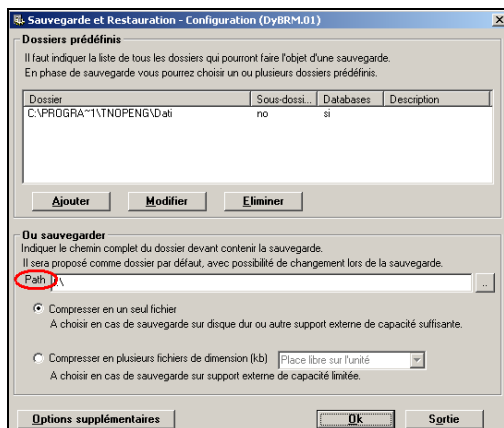 Sauvegarde et Restauration - Configuration (DyBRM.01)
Dossiers prédéfinis
Il faut indiquer la liste de tous les dossiers qui pourront faire l'objet d'une sauvegarde.
En phase de sauvegarde vous pourrez choisir un ou plusieurs dossiers prédéfinis.
Dossier Sous-dossi... Databases Description
C:\PROGRA~1\TNOPENG\Dati no si
Ajouter Modifier Eliminer
Ou sauvegarder
Indiquer le chemin complet du dossier devant contenir la sauvegarde.
Il sera proposé comme dossier par défaut, avec possibilité de changement lors de la sauvegarde.
Path \ ..
Compresser en un seul fichier
A choisir en cas de sauvegarde sur disque dur ou autre support externe de capacité suffisante.
Compresser en plusieurs fichiers de dimension (kb) Place libre sur l'unité
A choisir en cas de sauvegarde sur support externe de capacité limitée.
Options supplémentaires Ok Sortie